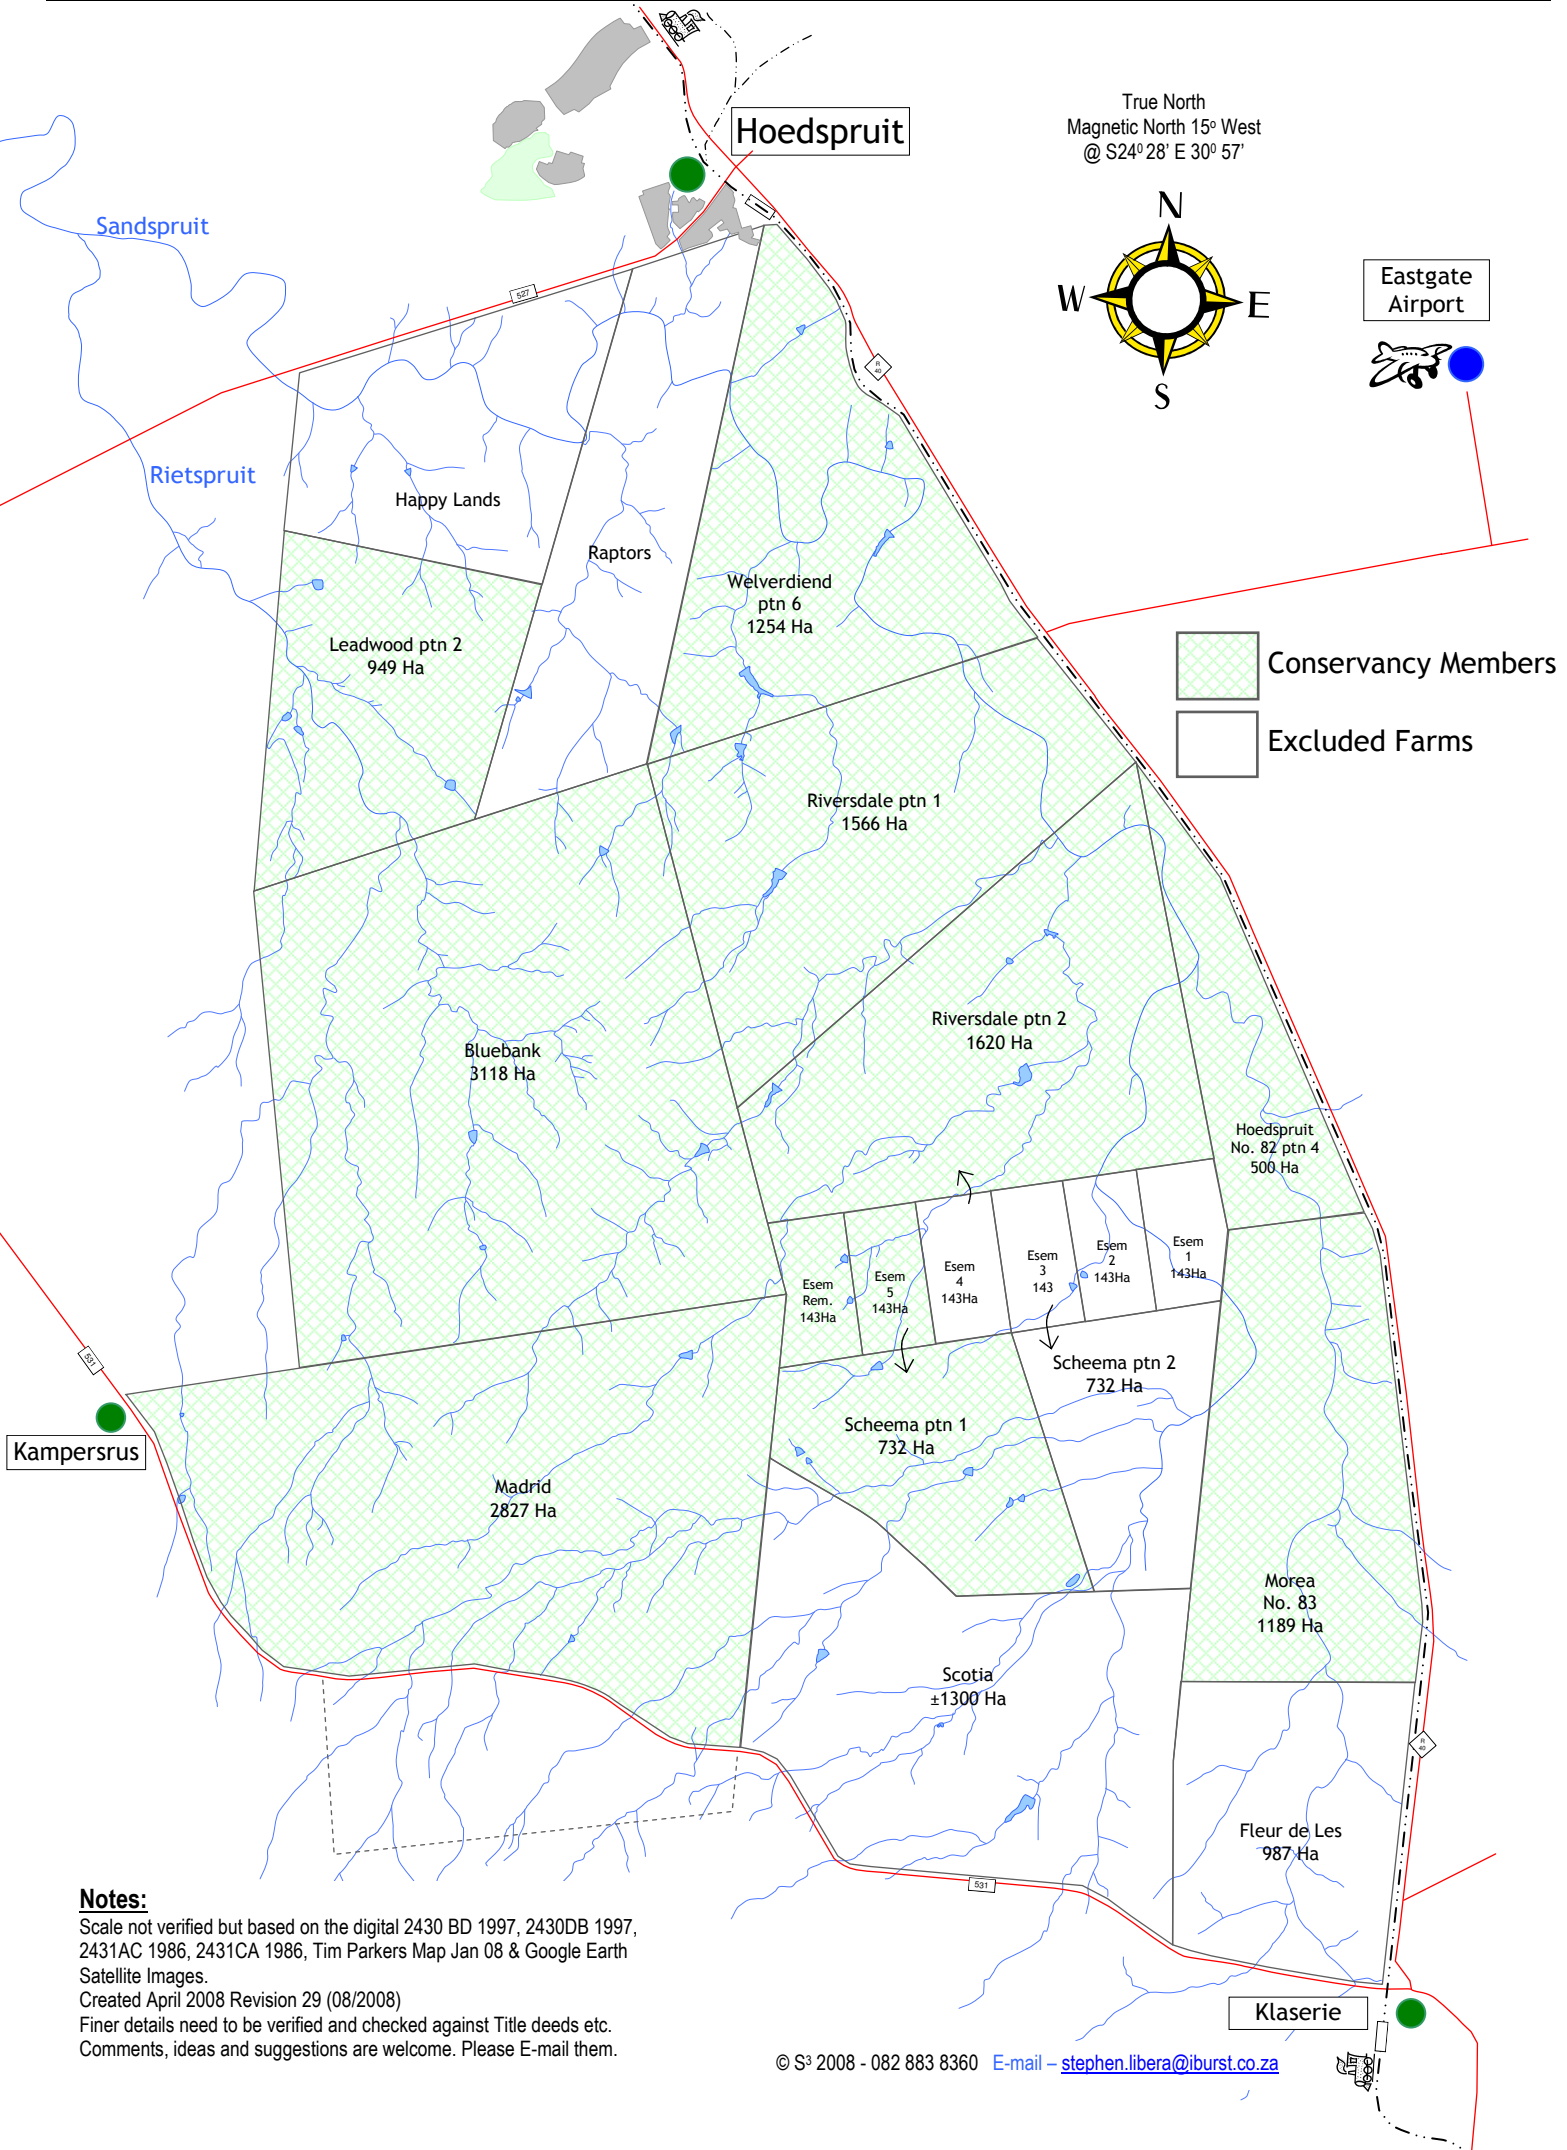 Hoedspruit
True North
Magnetic North 15º West
@ S24⁰ 28’ E 30⁰ 57’
N
W
E
S
Eastgate
Airport
Sandspruit
527
R
40
Rietspruit
Happy Lands
Raptors
Welverdiend
ptn 6
1254 Ha
Leadwood ptn 2
949 Ha
Conservancy Members
Excluded Farms
Riversdale ptn 1
1566 Ha
Riversdale ptn 2
1620 Ha
Bluebank
3118 Ha
Hoedspruit
No. 82 ptn 4
500 Ha
Esem
Rem.
143Ha
Esem
5
143Ha
Esem
4
143Ha
Esem
3
143
Esem
2
143Ha
Esem
1
143Ha
531
Kampersrus
Scheema ptn 2
732 Ha
Scheema ptn 1
732 Ha
Madrid
2827 Ha
Morea
No. 83
1189 Ha
Scotia
±1300 Ha
R
40
Fleur de Les
987 Ha
531
Klaserie
Notes:
Scale not verified but based on the digital 2430 BD 1997, 2430DB 1997,
2431AC 1986, 2431CA 1986, Tim Parkers Map Jan 08 & Google Earth
Satellite Images.
Created April 2008 Revision 29 (08/2008)
Finer details need to be verified and checked against Title deeds etc.
Comments, ideas and suggestions are welcome. Please E-mail them.
© S³ 2008 - 082 883 8360 E-mail – stephen.libera@iburst.co.za